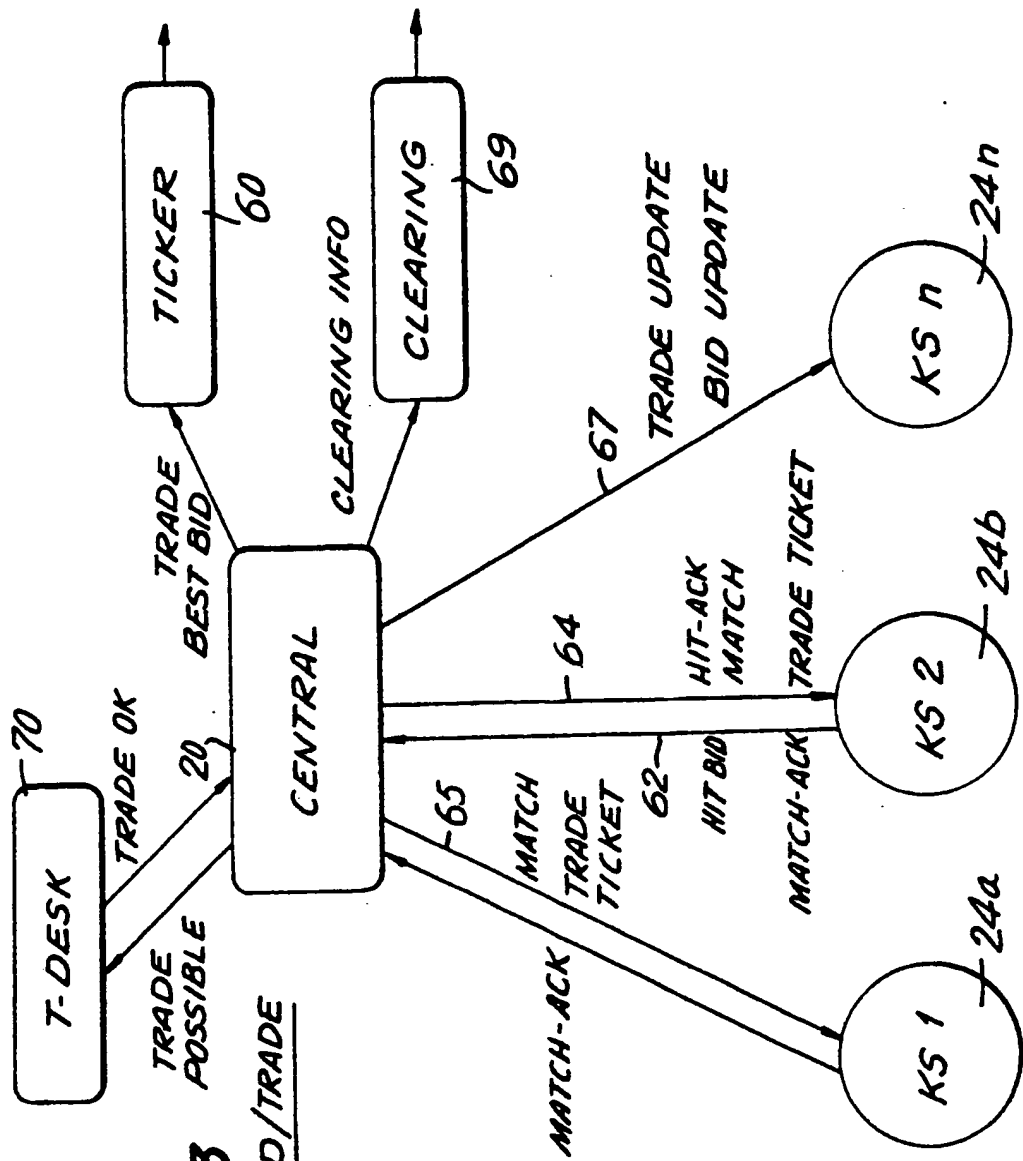 T-DESK
70
TRADE OK
TRADE
POSSIBLE
3
D/TRADE
20
CENTRAL
TRADE
BEST BID
TICKER
60
CLEARING INFO
CLEARING
69
65
MATCH
TRADE
TICKET
MATCH-ACK
62
HIT BID
MATCH-ACK
64
HIT-ACK
MATCH
TRADE TICKET
67
TRADE UPDATE
BID UPDATE
KS 1
24a
KS 2
24b
KS n
24n